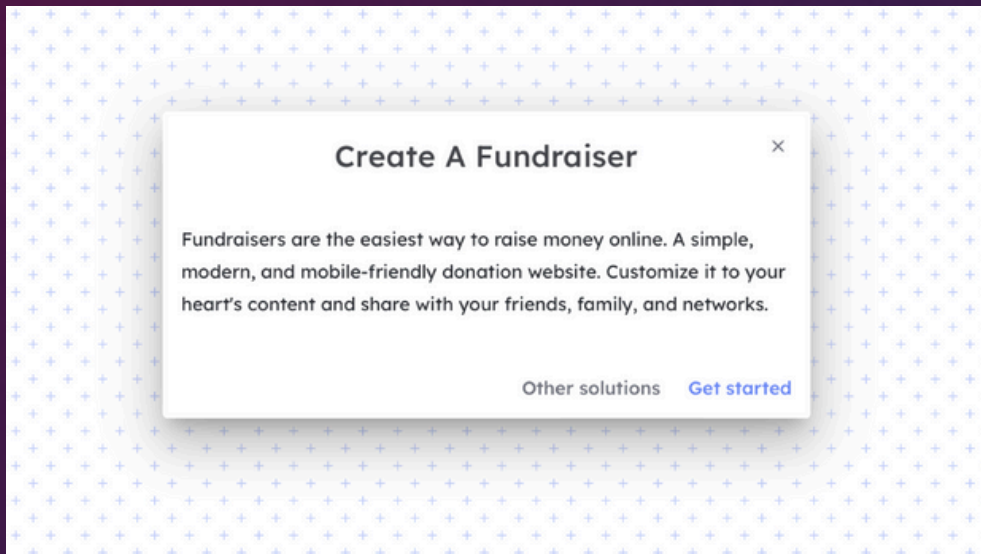 Create A Fundraiser
Fundraisers are the easiest way to raise money online. A simple,
modern, and mobile-friendly donation website. Customize it to your
heart's content and share with your friends, family, and networks.
Other solutions Get started